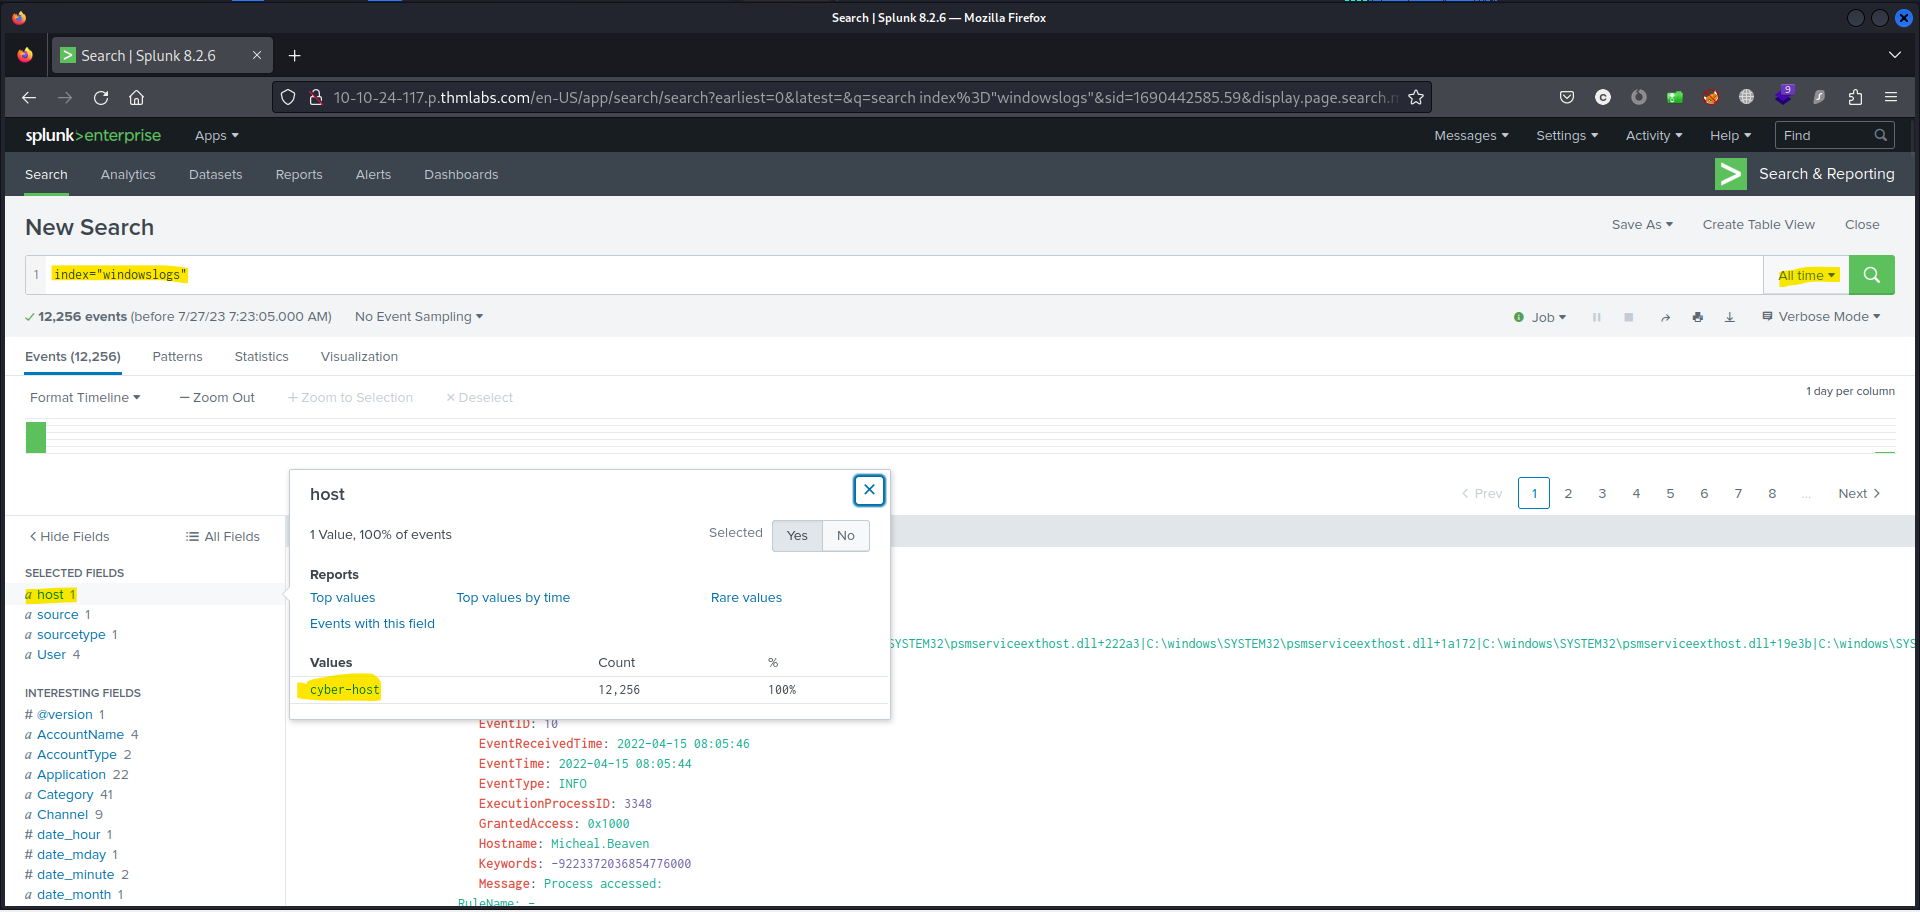 Search | Splunk 8.2.6 — Mozilla Firefox
Search | Splunk 8.2.6
10-10-24-117.p.thmlabs.com/en-US/app/search/search?earliest=0&latest=&q=search index%3D"windowslogs"&sid=1690442585.59&display.page.search.
9
splunk>enterprise Apps Messages Settings Activity Help Find
Search Analytics Datasets Reports Alerts Dashboards Search & Reporting
New Search Save As Create Table View Close
1 index="windowslogs" All time
12,256 events (before 7/27/23 7:23:05.000 AM) No Event Sampling Job Verbose Mode
Events (12,256) Patterns Statistics Visualization
Format Timeline — Zoom Out + Zoom to Selection × Deselect 1 day per column
host
< Prev 1 2 3 4 5 6 7 8 ... Next >
1 Value, 100% of events Selected Yes No
< Hide Fields All Fields
Reports
SELECTED FIELDS
a host 1
Top values Top values by time Rare values
a source 1
Events with this field
a sourcetype 1
SYSTEM32\psmserviceexthost.dll+222a3|C:\windows\SYSTEM32\psmserviceexthost.dll+1a172|C:\windows\SYSTEM32\psmserviceexthost.dll+19e3b|C:\windows\SYS
a User 4
Values Count %
cyber-host 12,256 100%
INTERESTING FIELDS
# @version 1
EventID: 10
a AccountName 4
EventReceivedTime: 2022-04-15 08:05:46
a AccountType 2
EventTime: 2022-04-15 08:05:44
a Application 22
EventType: INFO
a Category 41
ExecutionProcessID: 3348
a Channel 9
GrantedAccess: 0x1000
# date_hour 1
Hostname: Micheal.Beaven
# date_mday 1
Keywords: -9223372036854776000
# date_minute 2
Message: Process accessed:
a date_month 1
RuleName: -